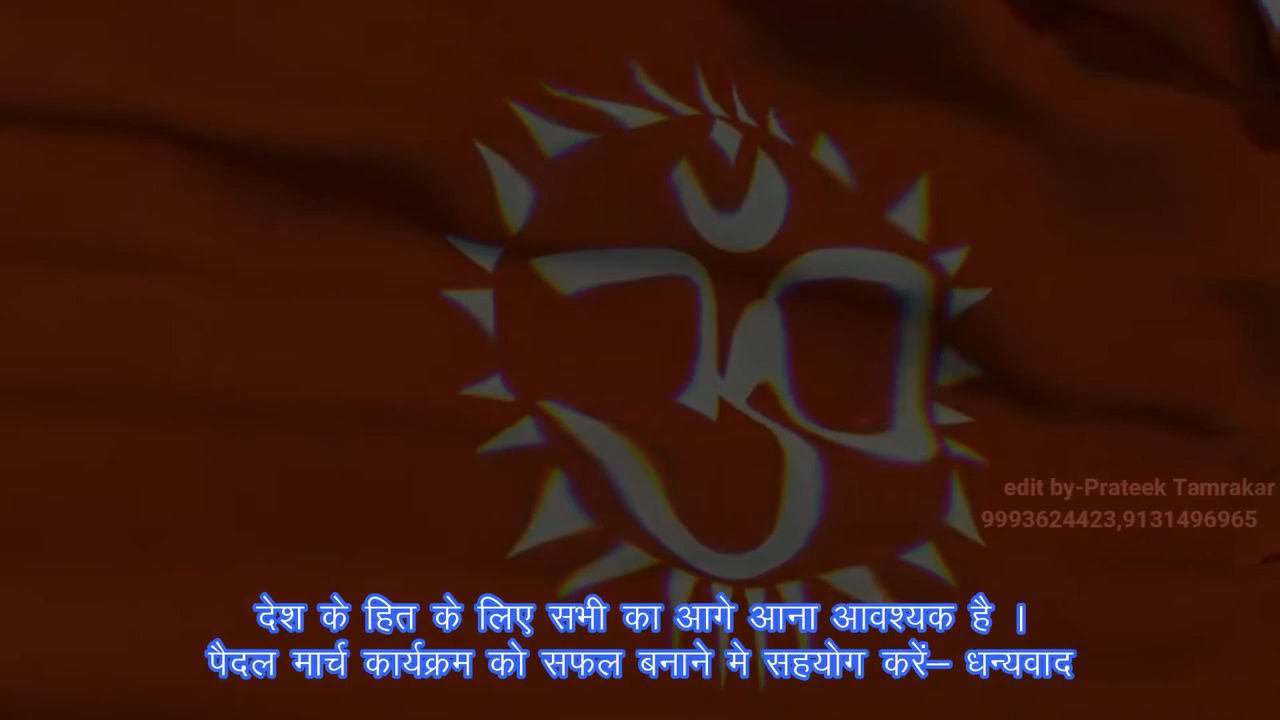 edit by-Prateek Tamrakar
9993624423,9131496965
देश के हित के लिए सभी का आगे आना आवश्यक है ।
पैदल मार्च कार्यक्रम को सफल बनाने मे सहयोग करें– धन्यवाद